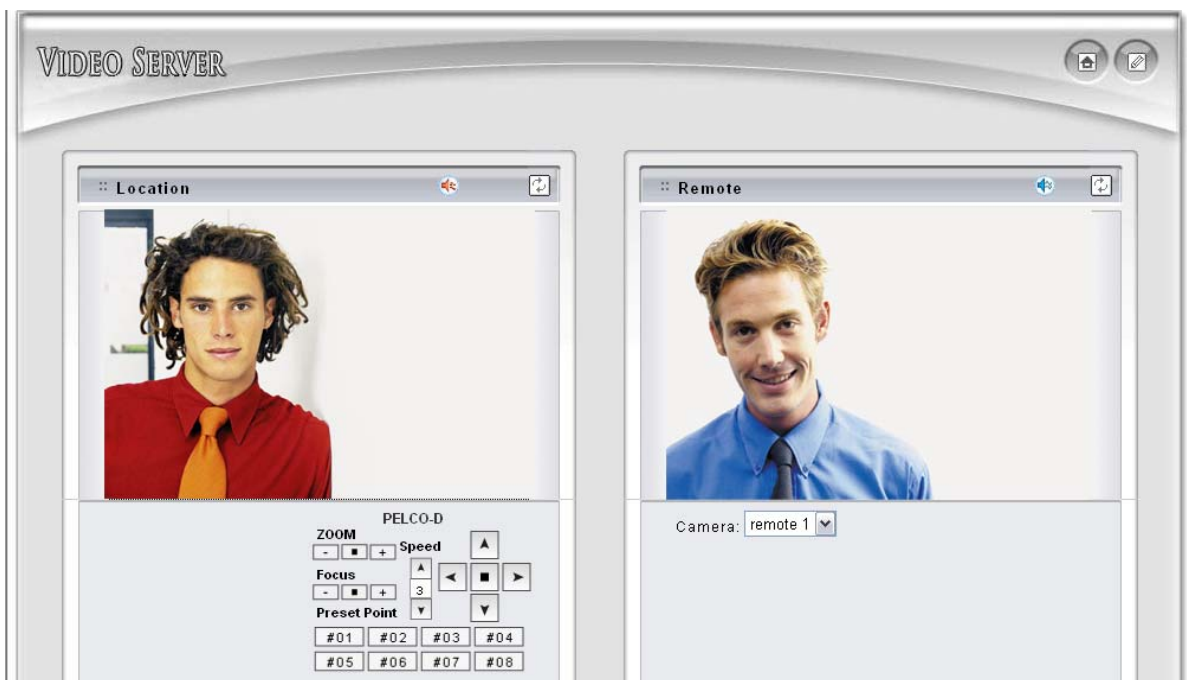 VIDEO SERVER
:: Location
:: Remote
PELCO-D
ZOOM
- ■ +
Speed
Focus
- ■ +
3
Preset Point
#01 #02 #03 #04
#05 #06 #07 #08
Camera: remote 1